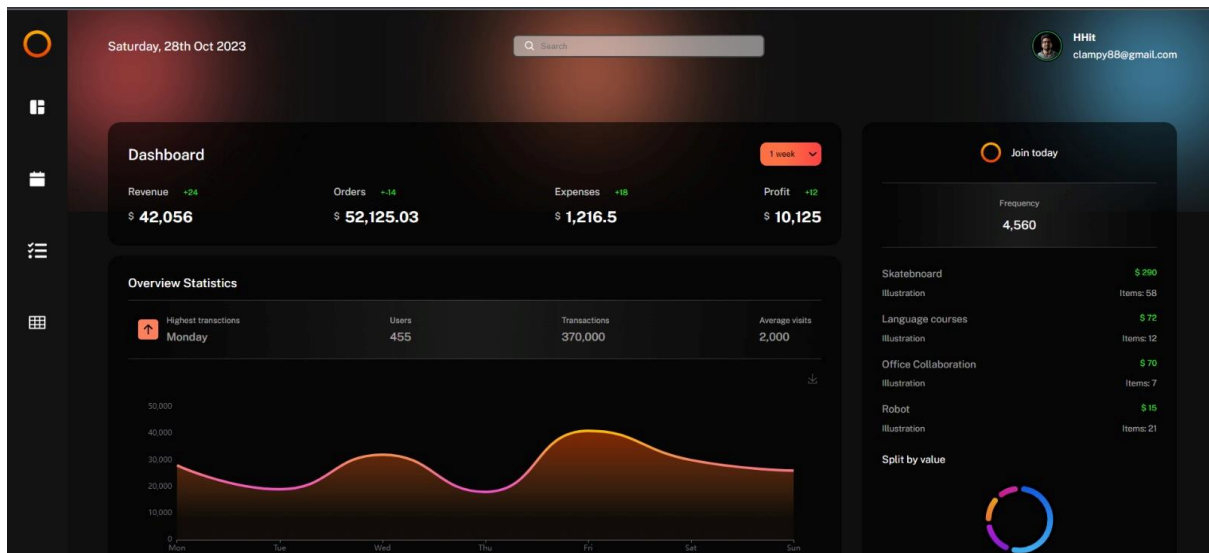 Saturday, 28th Oct 2023
Search
HHit
clampy88@gmail.com
Dashboard
1 week
Revenue +24
$ 42,056
Orders +-14
$ 52,125.03
Expenses +18
$ 1,216.5
Profit +12
$ 10,125
Overview Statistics
Highest transctions
Monday
Users
455
Transactions
370,000
Average visits
2,000
50,000
40,000
30,000
20,000
10,000
0
Mon Tue Wed Thu Fri Sat Sun
Join today
Frequency
4,560
Skatebnoard $ 290
Illustration Items: 58
Language courses $ 72
Illustration Items: 12
Office Collaboration $ 70
Illustration Items: 7
Robot $ 15
Illustration Items: 21
Split by value